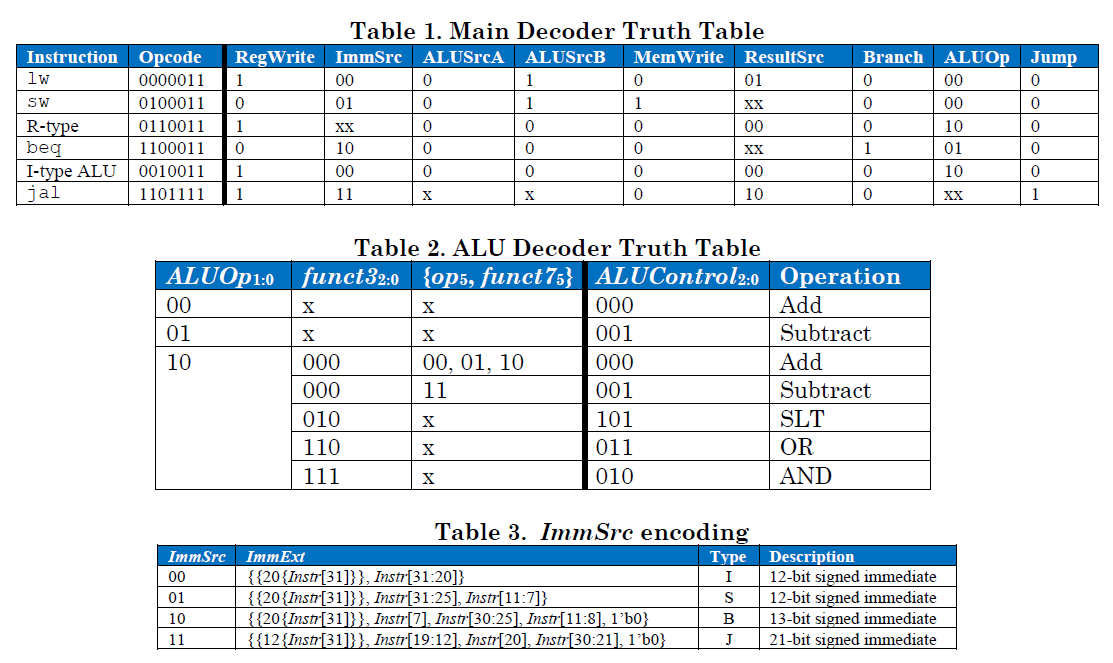 Table 1. Main Decoder Truth Table
Instruction Opcode RegWrite ImmSrc ALUSrcA ALUSrcB MemWrite ResultSrc Branch ALUOp Jump
lw 0000011 1 00 0 1 0 01 0 00 0
sw 0100011 0 01 0 1 1 xx 0 00 0
R-type 0110011 1 xx 0 0 0 00 0 10 0
beq 1100011 0 10 0 0 0 xx 1 01 0
I-type ALU 0010011 1 00 0 0 0 00 0 10 0
jal 1101111 1 11 x x 0 10 0 xx 1
Table 2. ALU Decoder Truth Table
ALUOp1:0 funct32:0 {op5, funct75} ALUControl2:0 Operation
00 x x 000 Add
01 x x 001 Subtract
10 000 00, 01, 10 000 Add
000 11 001 Subtract
010 x 101 SLT
110 x 011 OR
111 x 010 AND
Table 3. ImmSrc encoding
ImmSrc ImmExt Type Description
00 {{20{Instr[31]}}, Instr[31:20]} I 12-bit signed immediate
01 {{20{Instr[31]}}, Instr[31:25], Instr[11:7]} S 12-bit signed immediate
10 {{20{Instr[31]}}, Instr[7], Instr[30:25], Instr[11:8], 1’b0} B 13-bit signed immediate
11 {{12{Instr[31]}}, Instr[19:12], Instr[20], Instr[30:21], 1’b0} J 21-bit signed immediate